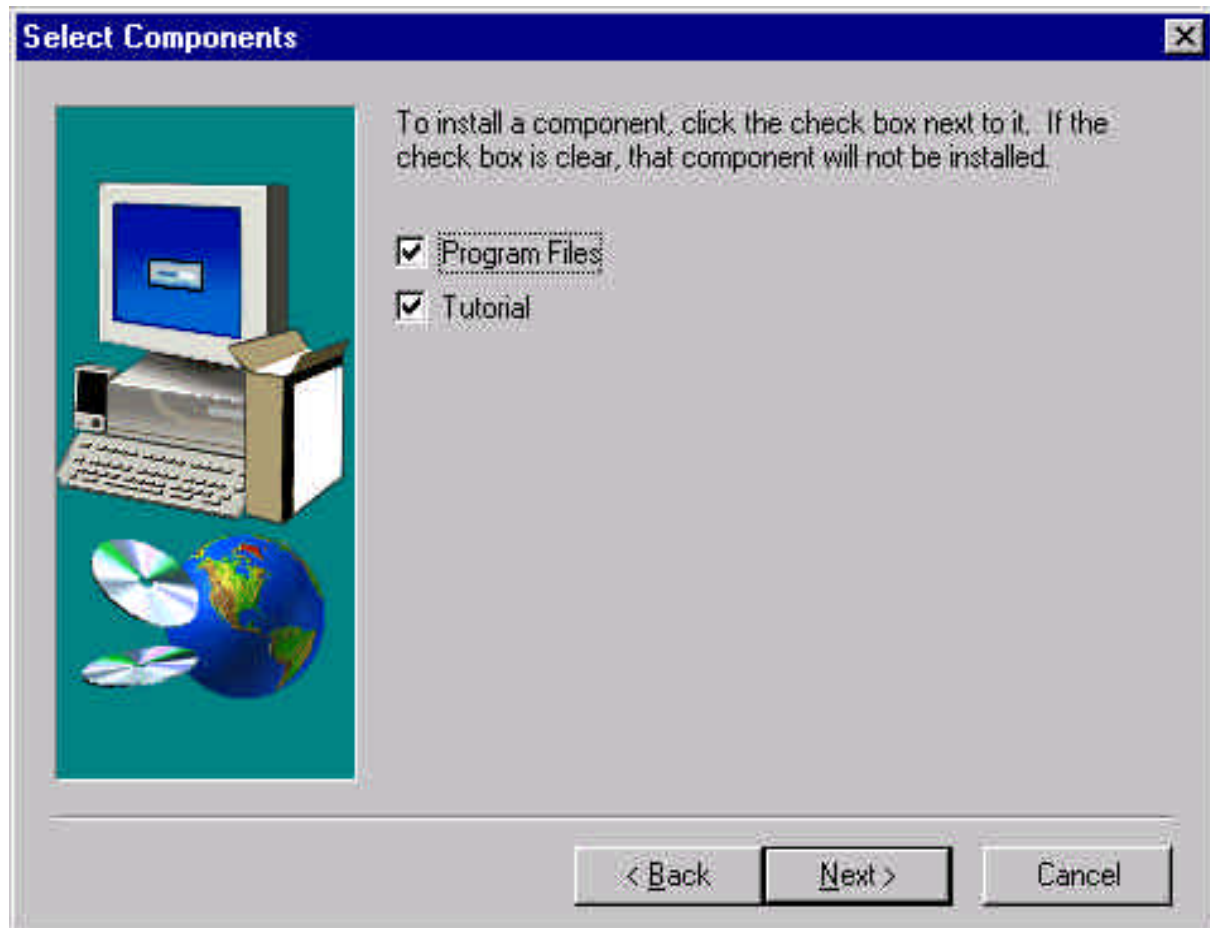 Select Components
To install a component, click the check box next to it. If the
check box is clear, that component will not be installed.
Program Files
Tutorial
< Back
Next >
Cancel